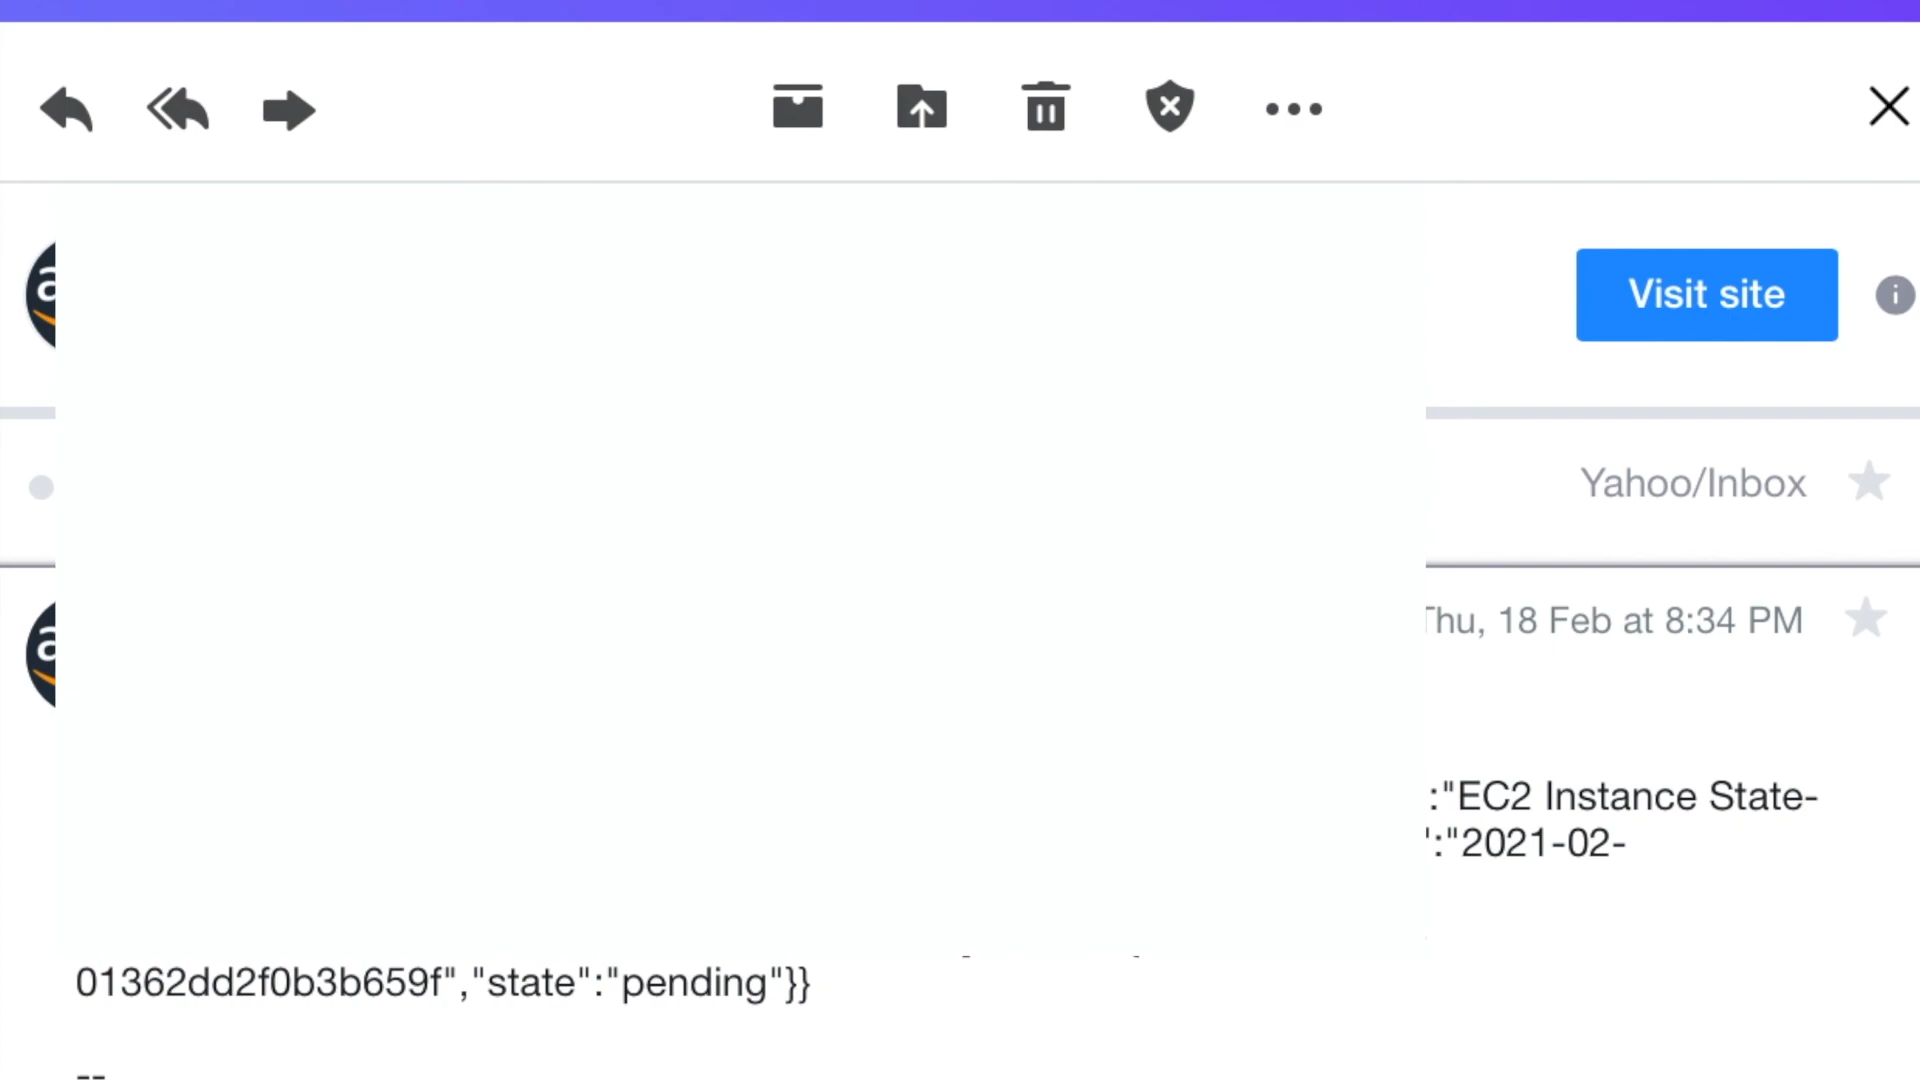 Visit site
Yahoo/Inbox
Thu, 18 Feb at 8:34 PM
:"EC2 Instance State-
":"2021-02-
01362dd2f0b3b659f","state":"pending"}}
--